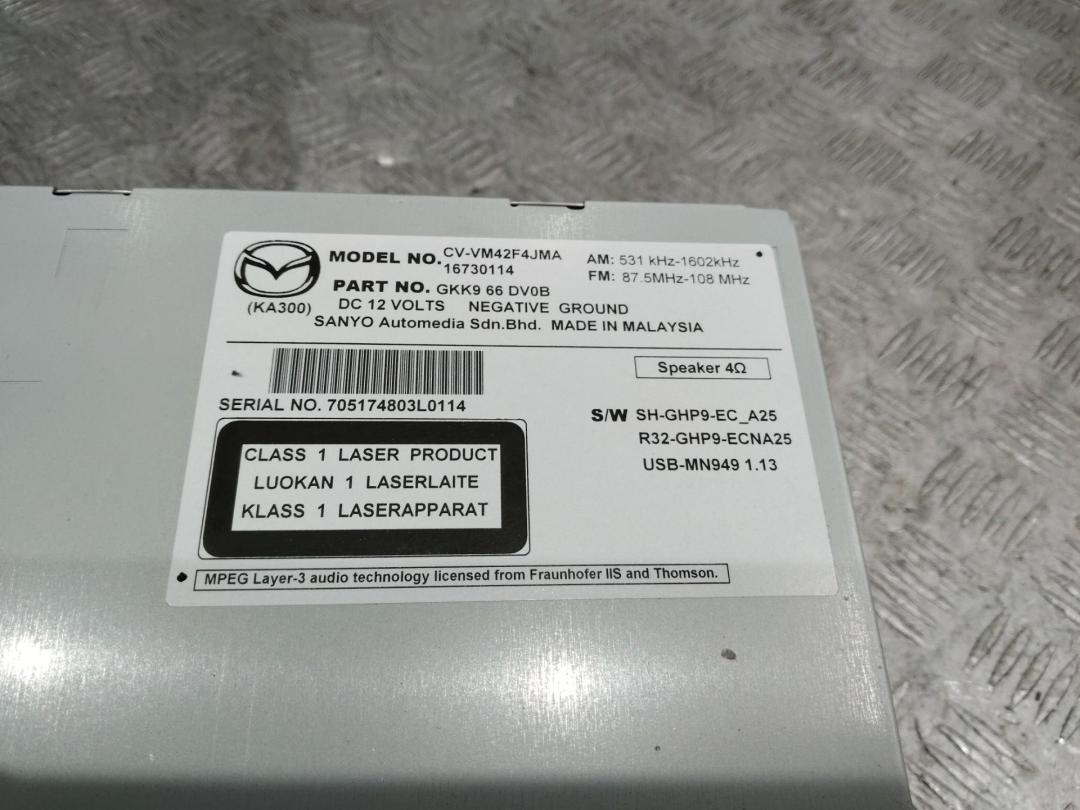 MODEL NO. CV-VM42F4JMA
16730114
AM: 531 kHz-1602kHz
FM: 87.5MHz-108 MHz
PART NO. GKK9 66 DV0B
(KA300)
DC 12 VOLTS NEGATIVE GROUND
SANYO Automedia Sdn.Bhd. MADE IN MALAYSIA
Speaker 4Ω
SERIAL NO. 705174803L0114
S/W SH-GHP9-EC_A25
R32-GHP9-ECNA25
USB-MN949 1.13
CLASS 1 LASER PRODUCT
LUOKAN 1 LASERLAITE
KLASS 1 LASERAPPARAT
MPEG Layer-3 audio technology licensed from Fraunhofer IIS and Thomson.